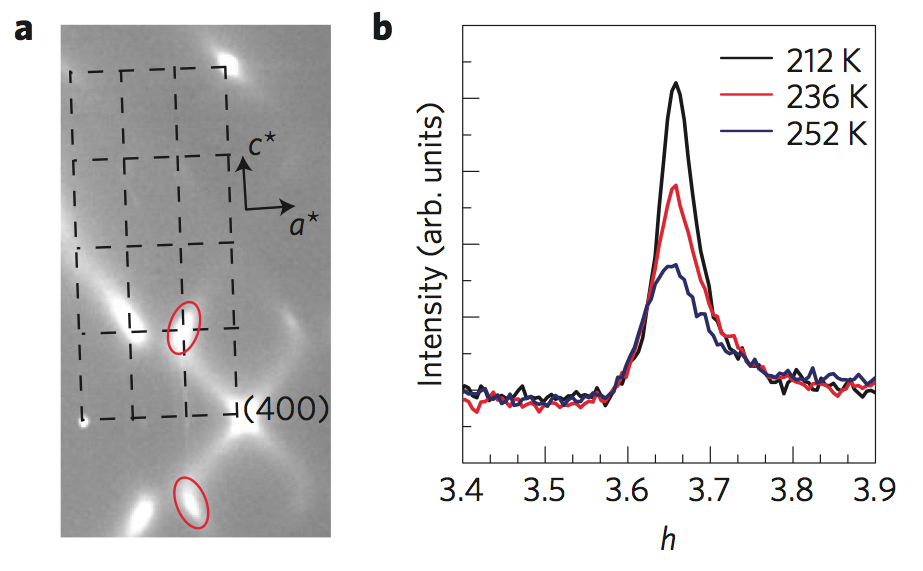 a
c*
a*
(400)
b
212 K
236 K
252 K
Intensity (arb. units)
3.4 3.5 3.6 3.7 3.8 3.9
h